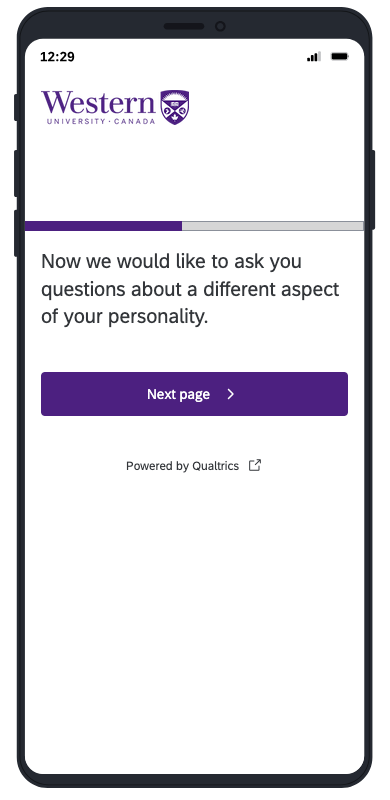 12:29
Western
UNIVERSITY · CANADA
Now we would like to ask you
questions about a different aspect
of your personality.
Next page
Powered by Qualtrics